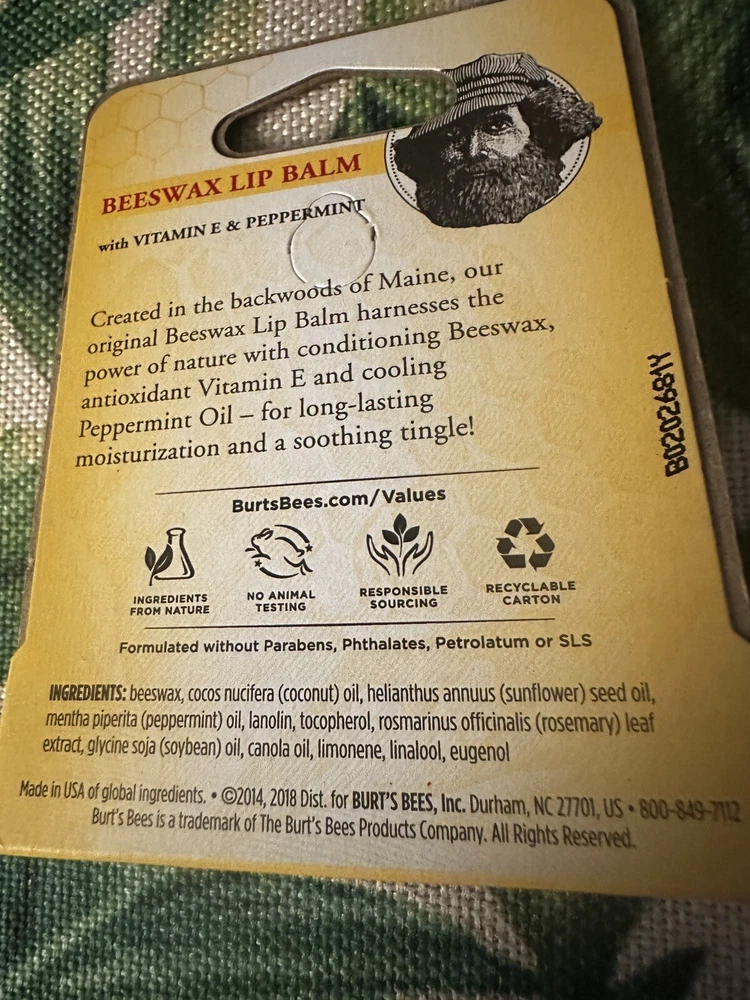 BEESWAX LIP BALM
with VITAMIN E & PEPPERMINT
Created in the backwoods of Maine, our
original Beeswax Lip Balm harnesses the
power of nature with conditioning Beeswax,
antioxidant Vitamin E and cooling
Peppermint Oil – for long-lasting
moisturization and a soothing tingle!
B0202681Y
BurtsBees.com/Values
INGREDIENTS
FROM NATURE
NO ANIMAL
TESTING
RESPONSIBLE
SOURCING
RECYCLABLE
CARTON
Formulated without Parabens, Phthalates, Petrolatum or SLS
INGREDIENTS: beeswax, cocos nucifera (coconut) oil, helianthus annuus (sunflower) seed oil,
mentha piperita (peppermint) oil, lanolin, tocopherol, rosmarinus officinalis (rosemary) leaf
extract, glycine soja (soybean) oil, canola oil, limonene, linalool, eugenol
Made in USA of global ingredients. • ©2014, 2018 Dist. for BURT'S BEES, Inc. Durham, NC 27701, US • 800-849-7112
Burt's Bees is a trademark of The Burt's Bees Products Company. All Rights Reserved.